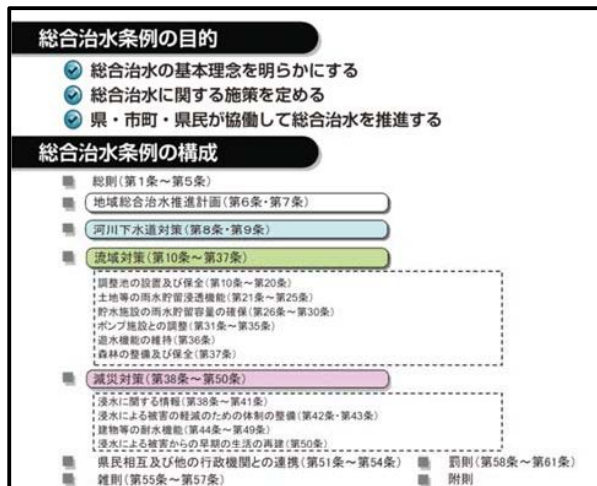 総合治水条例の目的
総合治水の基本理念を明らかにする
総合治水に関する施策を定める
県・市町・県民が協働して総合治水を推進する
総合治水条例の構成
総則(第1条～第5条)
地域総合治水推進計画(第6条・第7条)
河川下水道対策(第8条・第9条)
流域対策(第10条～第37条)
調整池の設置及び保全(第10条～第20条)
土地等の雨水貯留浸透機能(第21条～第25条)
貯水施設の雨水貯留容量の確保(第26条～第30条)
ポンプ施設との調整(第31条～第35条)
遊水機能の維持(第36条)
森林の整備及び保全(第37条)
減災対策(第38条～第50条)
浸水に関する情報(第38条～第41条)
浸水による被害の軽減のための体制の整備(第42条・第43条)
建物等の耐水機能(第44条～第49条)
浸水による被害からの早期の生活の再建(第50条)
県民相互及び他の行政機関との連携(第51条～第54条)
罰則(第58条～第61条)
雑則(第55条～第57条)
附則